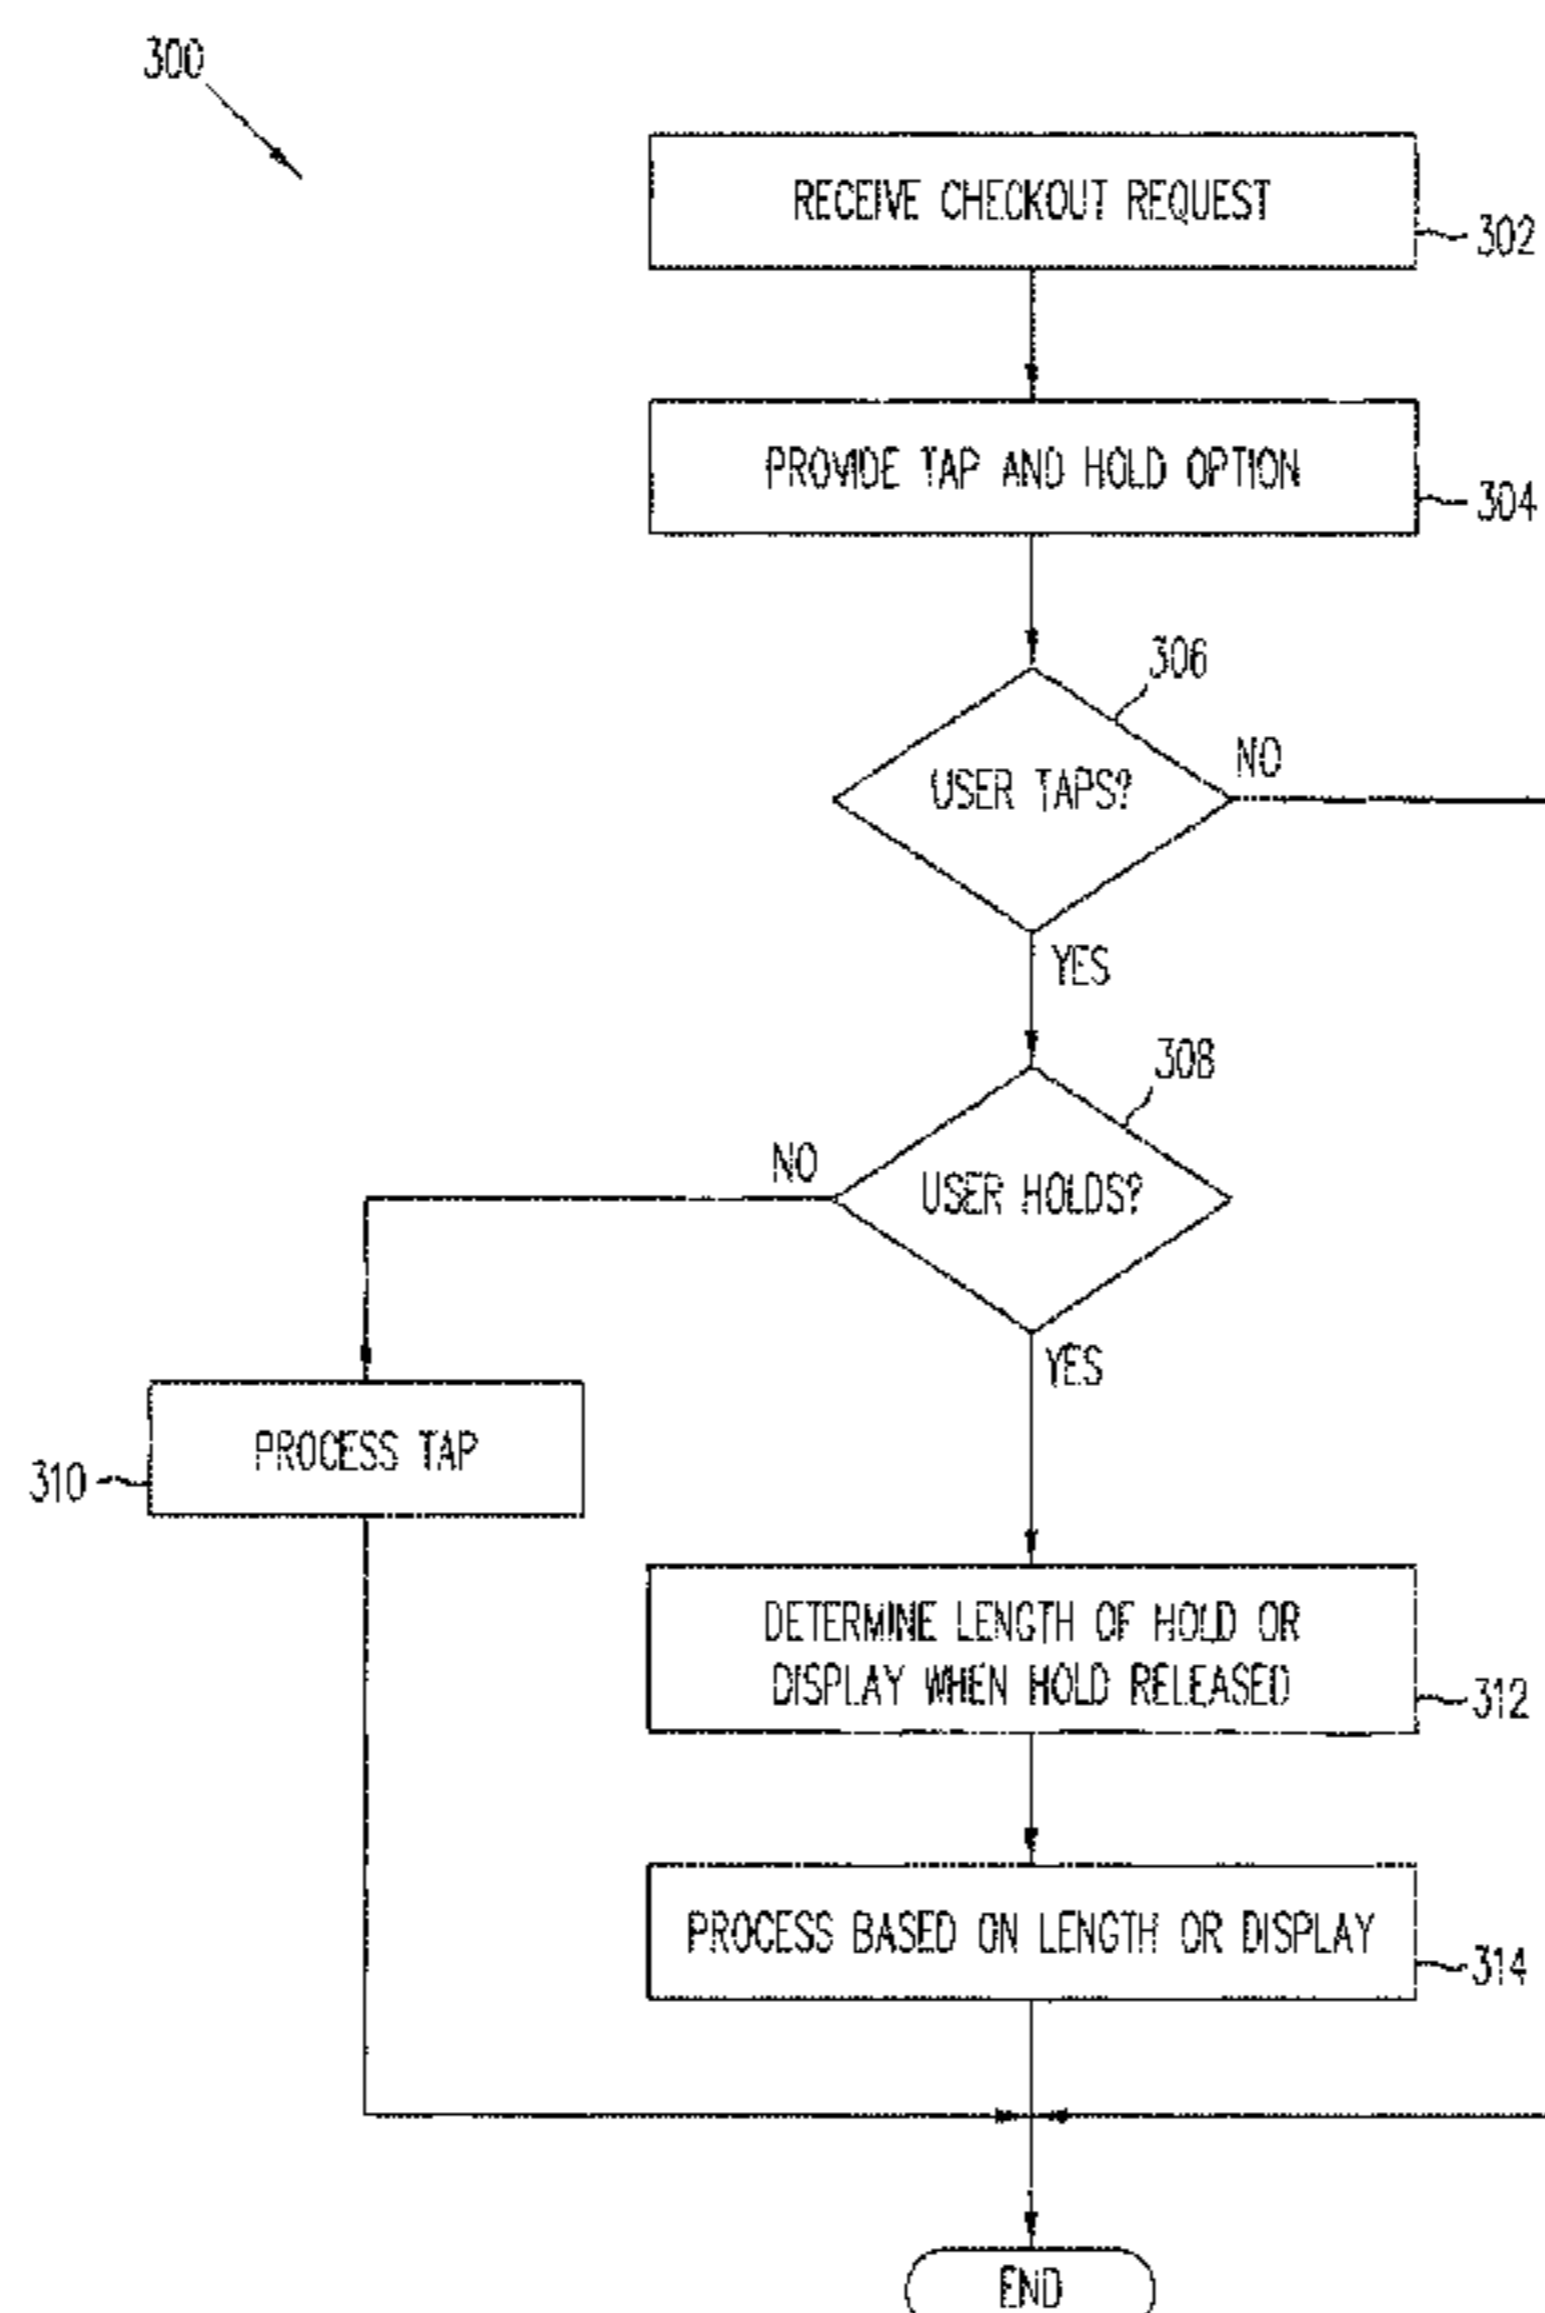 300
RECEIVE CHECKOUT REQUEST
302
PROVIDE TAP AND HOLD OPTION
304
306
USER TAPS?
NO
YES
308
NO
USER HOLDS?
YES
PROCESS TAP
310
DETERMINE LENGTH OF HOLD OR
DISPLAY WHEN HOLD RELEASED
312
PROCESS BASED ON LENGTH OR DISPLAY
314
END